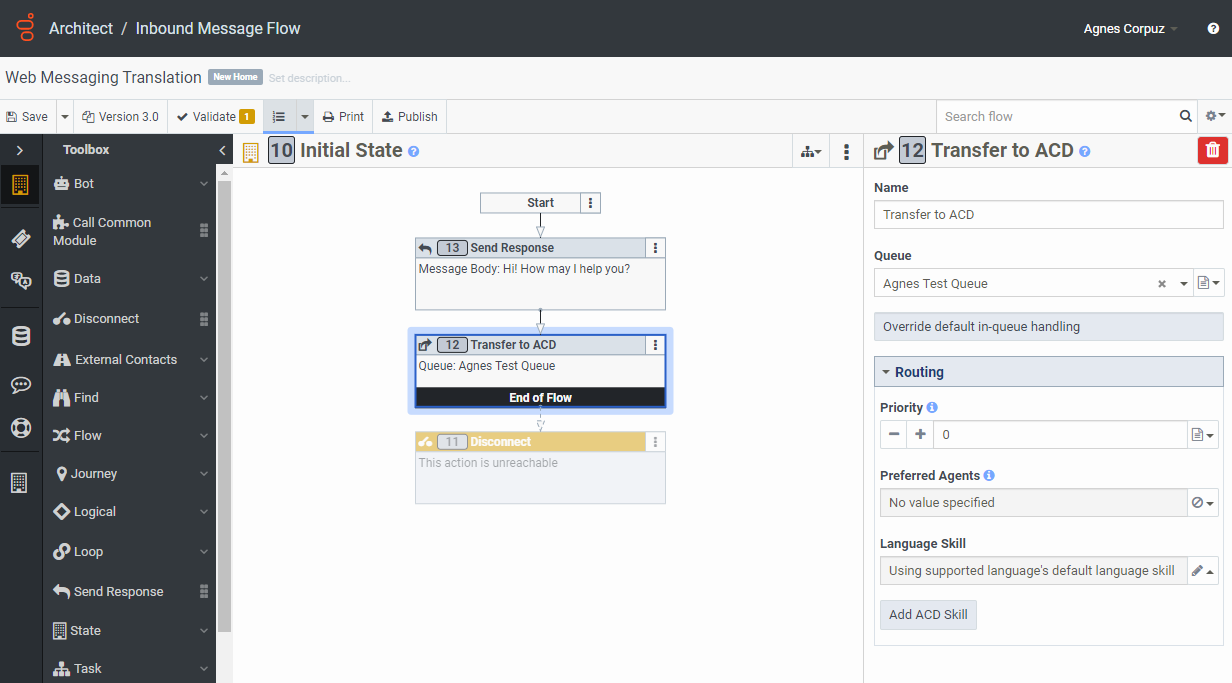 Architect / Inbound Message Flow
Agnes Corpuz
Web Messaging Translation New Home Set description...
Save
Version 3.0
Validate 1
Print
Publish
Search flow
Toolbox
Bot
Call Common
Module
Data
Disconnect
External Contacts
Find
Flow
Journey
Logical
Loop
Send Response
State
Task
10 Initial State
Start
13 Send Response
Message Body: Hi! How may I help you?
12 Transfer to ACD
Queue: Agnes Test Queue
End of Flow
11 Disconnect
This action is unreachable
12 Transfer to ACD
Name
Transfer to ACD
Queue
Agnes Test Queue
Override default in-queue handling
Routing
Priority
0
Preferred Agents
No value specified
Language Skill
Using supported language's default language skill
Add ACD Skill